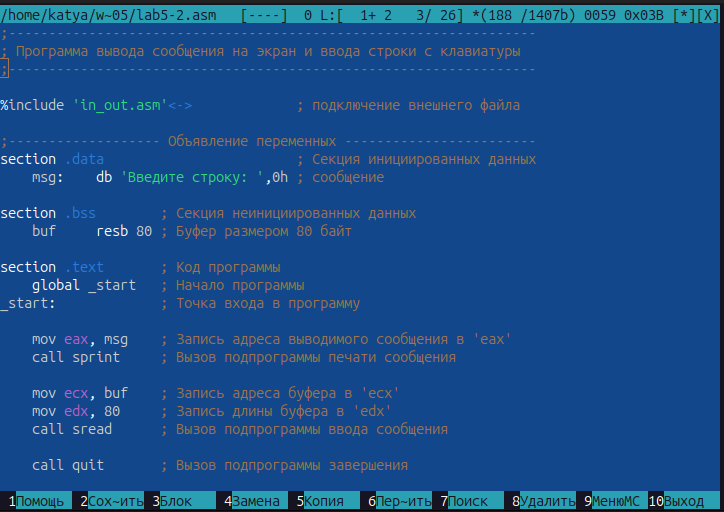 /home/katya/w~05/lab5-2.asm   [----]  0 L:[  1+ 2   3/ 26] *(188 /1407b) 0059 0x03B [*][X]
;------------------------------------------------------------------
; Программа вывода сообщения на экран и ввода строки с клавиатуры
;------------------------------------------------------------------
%include 'in_out.asm'<->                ; подключение внешнего файла
;------------------- Объявление переменных ------------------------
section .data                        ; Секция инициированных данных
    msg:    db 'Введите строку: ',0h ; сообщение
section .bss        ; Секция неинициированных данных
    buf     resb 80 ; Буфер размером 80 байт
section .text       ; Код программы
    global _start   ; Начало программы
_start:             ; Точка входа в программу
    mov eax, msg    ; Запись адреса выводимого сообщения в 'eax'
    call sprint     ; Вызов подпрограммы печати сообщения
    mov ecx, buf    ; Запись адреса буфера в 'ecx'
    mov edx, 80     ; Запись длины буфера в 'edx'
    call sread      ; Вызов подпрограммы ввода сообщения
    call quit       ; Вызов подпрограммы завершения
1Помощь 2Сох~ить 3Блок 4Замена 5Копия 6Пер~ить 7Поиск 8Удалить 9МенюМС 10Выход